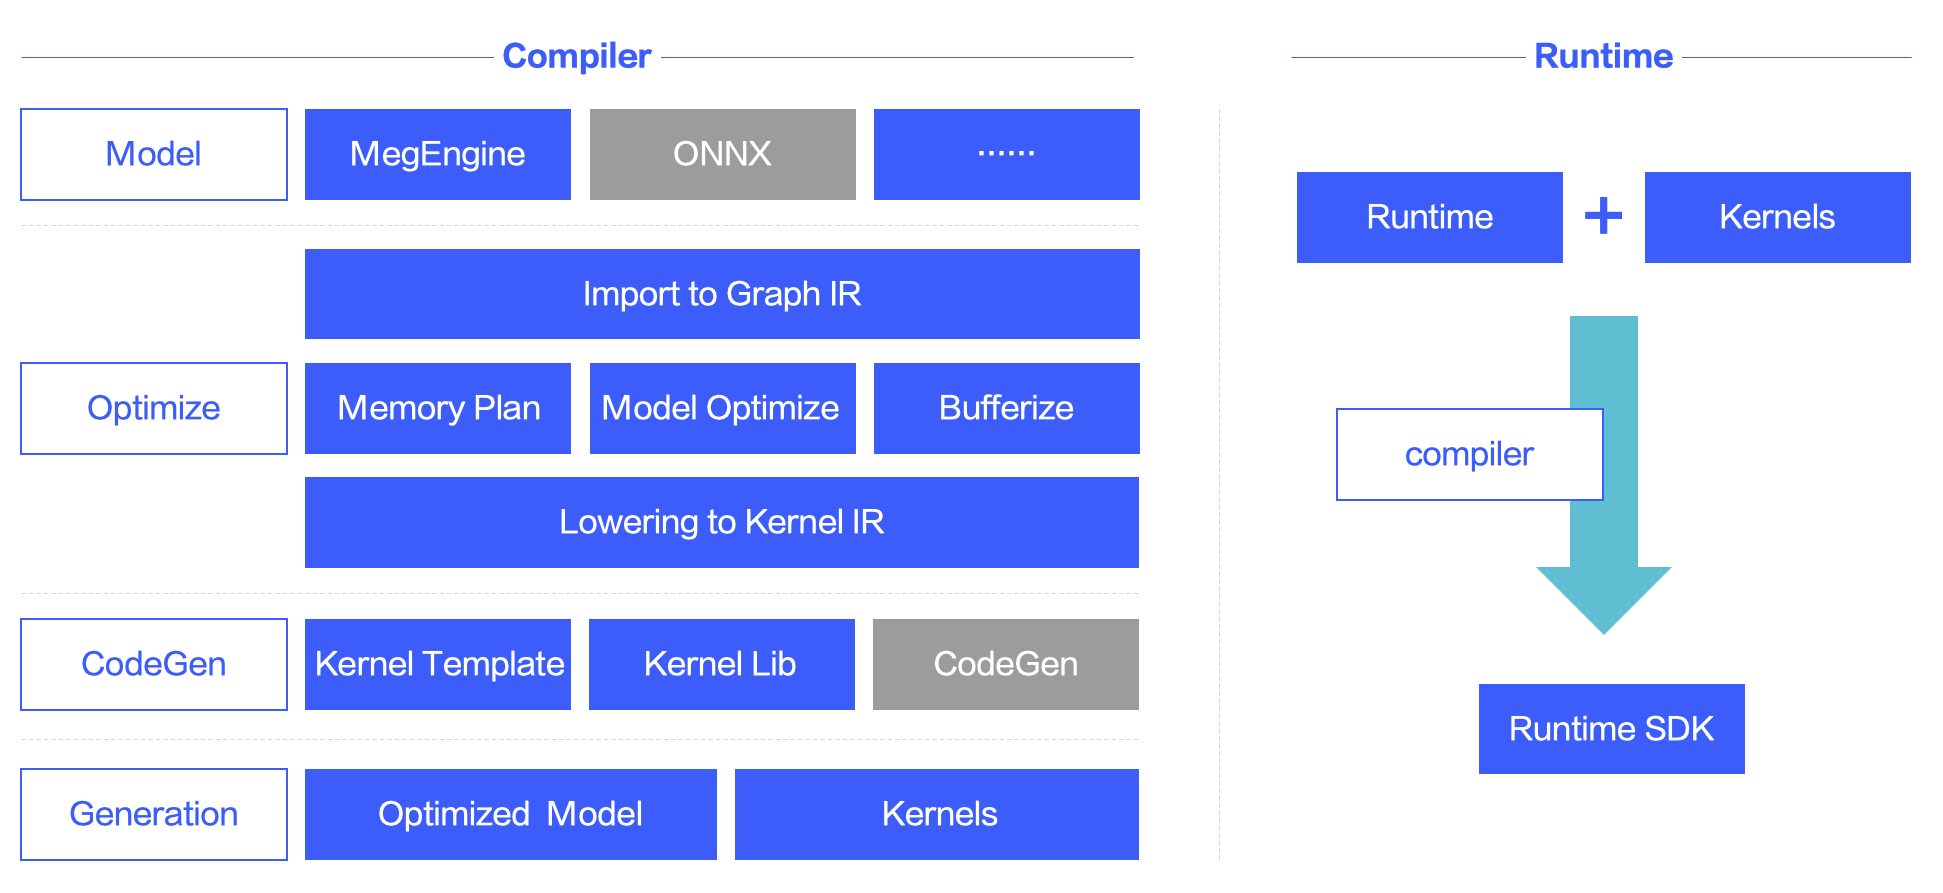 Compiler
Model
MegEngine
ONNX
······
Import to Graph IR
Optimize
Memory Plan
Model Optimize
Bufferize
Lowering to Kernel IR
CodeGen
Kernel Template
Kernel Lib
CodeGen
Generation
Optimized Model
Kernels
Runtime
Runtime
+
Kernels
compiler
Runtime SDK